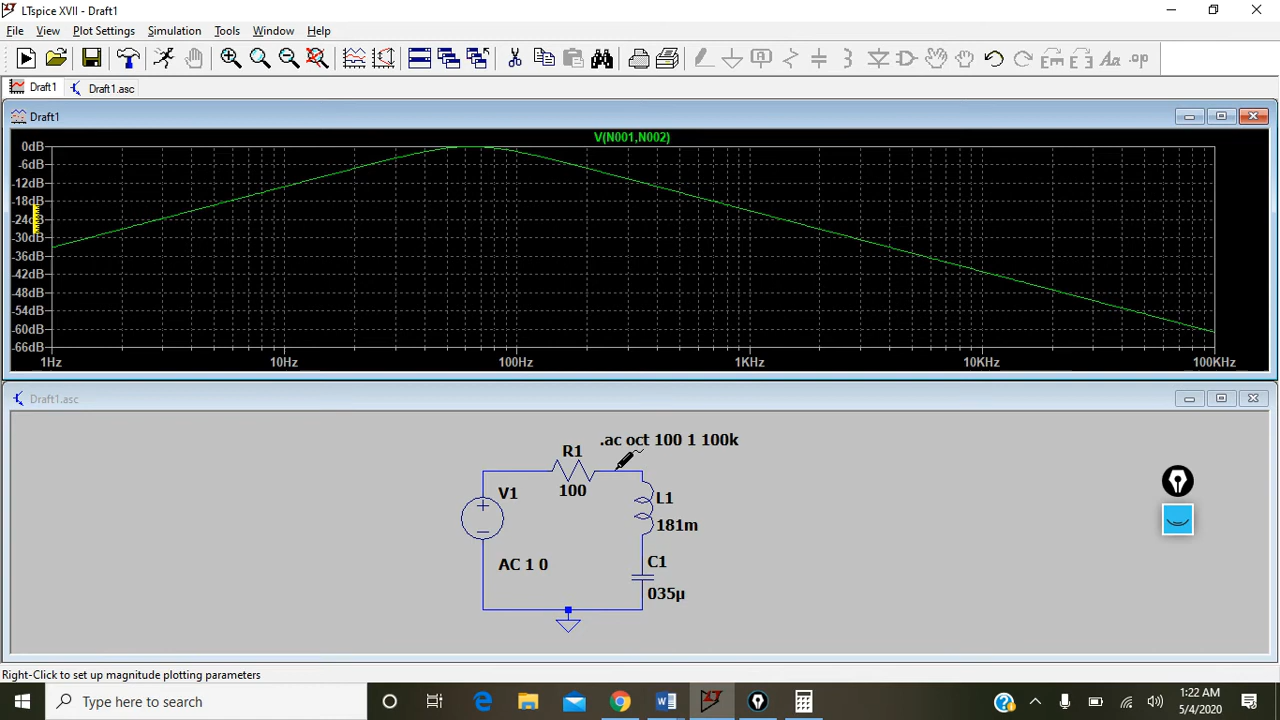 LTspice XVII - Draft1
File View Plot Settings Simulation Tools Window Help
Draft1 Draft1.asc
Draft1
V(N001,N002)
0dB
-6dB
-12dB
-18dB
-24dB
-30dB
-36dB
-42dB
-48dB
-54dB
-60dB
-66dB
1Hz 10Hz 100Hz 1KHz 10KHz 100KHz
Draft1.asc
.ac oct 100 1 100k
R1
100
V1
L1
181m
AC 1 0
C1
035µ
Right-Click to set up magnitude plotting parameters
Type here to search
1:22 AM
5/4/2020